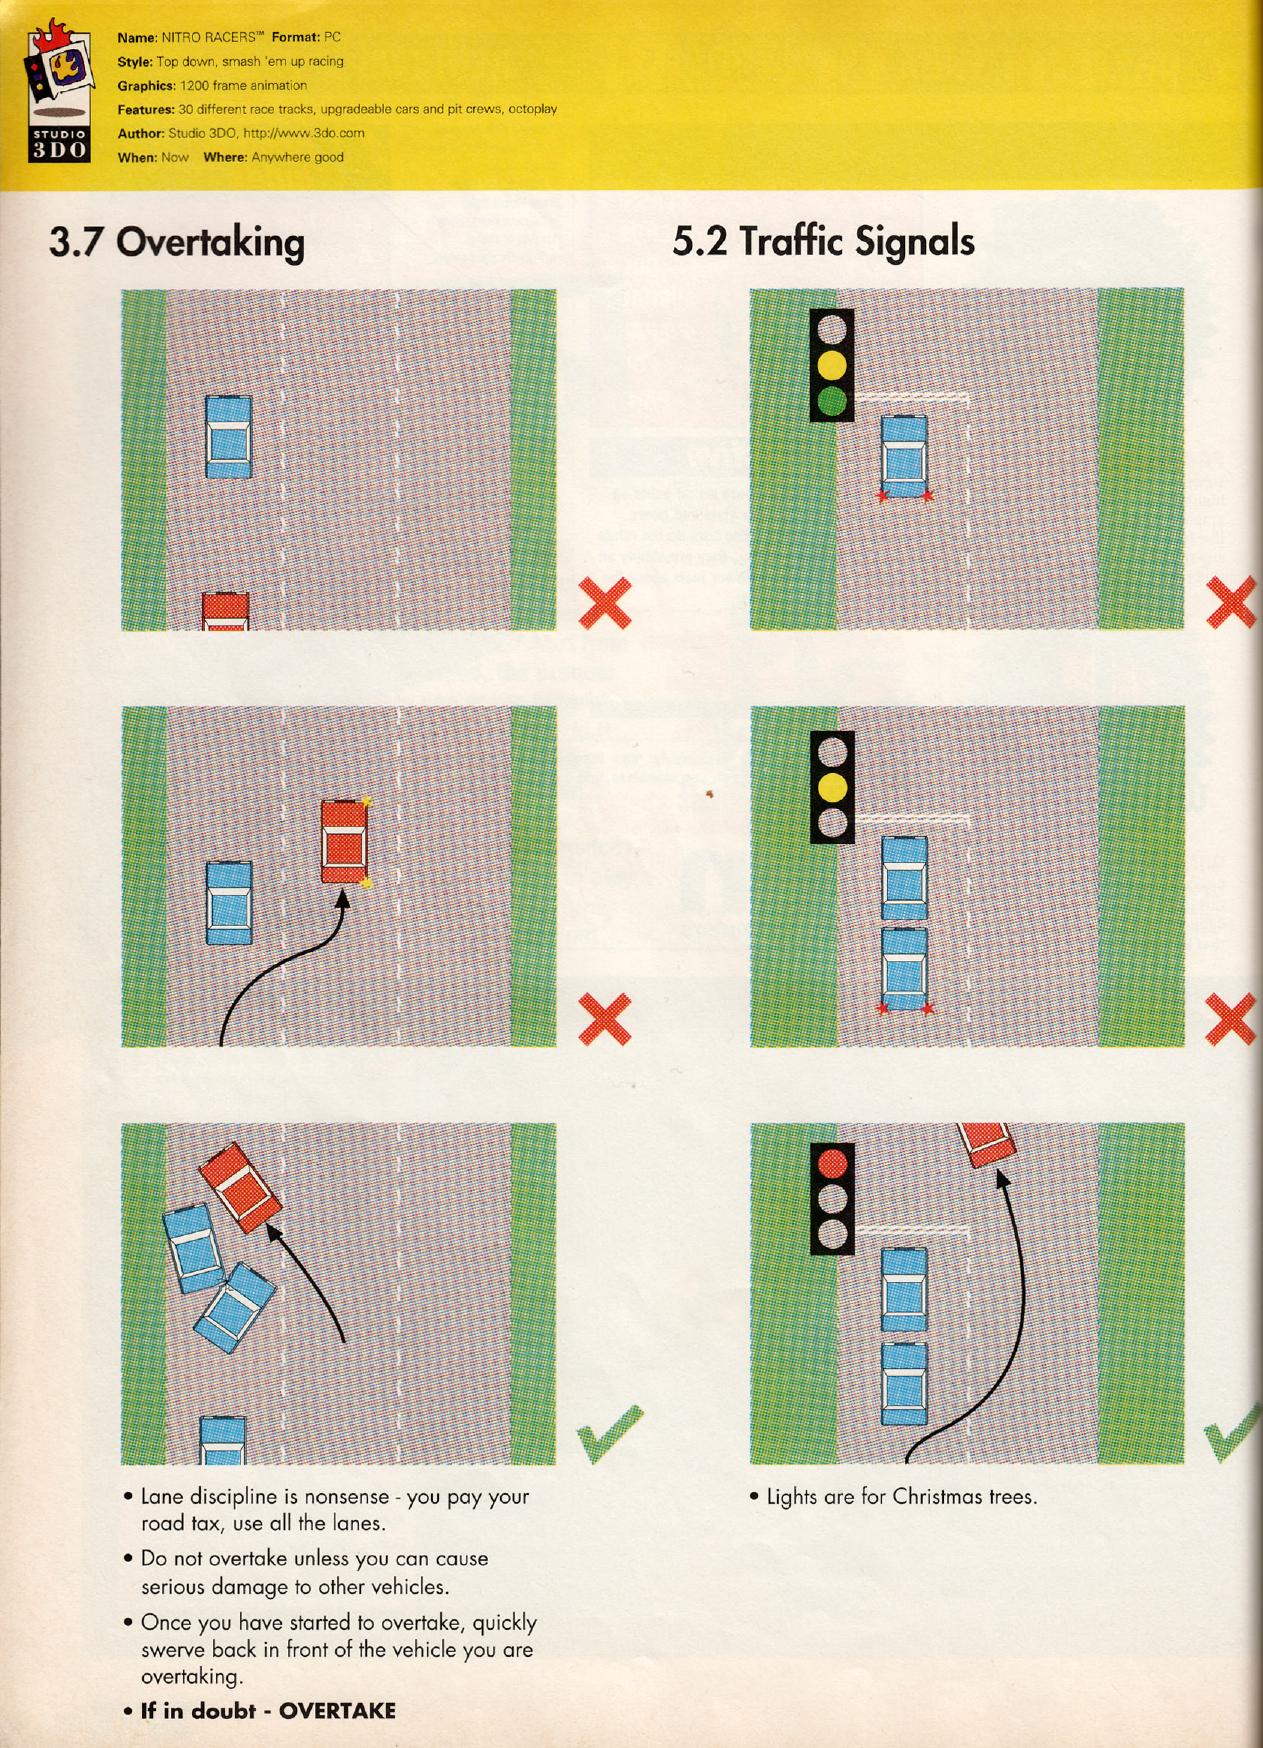 Name: NITRO RACERS™ Format: PC
Style: Top down, smash 'em up racing
Graphics: 1200 frame animation
Features: 30 different race tracks, upgradeable cars and pit crews, octoplay
Author: Studio 3DO, http://www.3do.com
When: Now Where: Anywhere good
STUDIO
3DO
3.7 Overtaking
• Lane discipline is nonsense - you pay your
road tax, use all the lanes.
• Do not overtake unless you can cause
serious damage to other vehicles.
• Once you have started to overtake, quickly
swerve back in front of the vehicle you are
overtaking.
• If in doubt - OVERTAKE
5.2 Traffic Signals
• Lights are for Christmas trees.